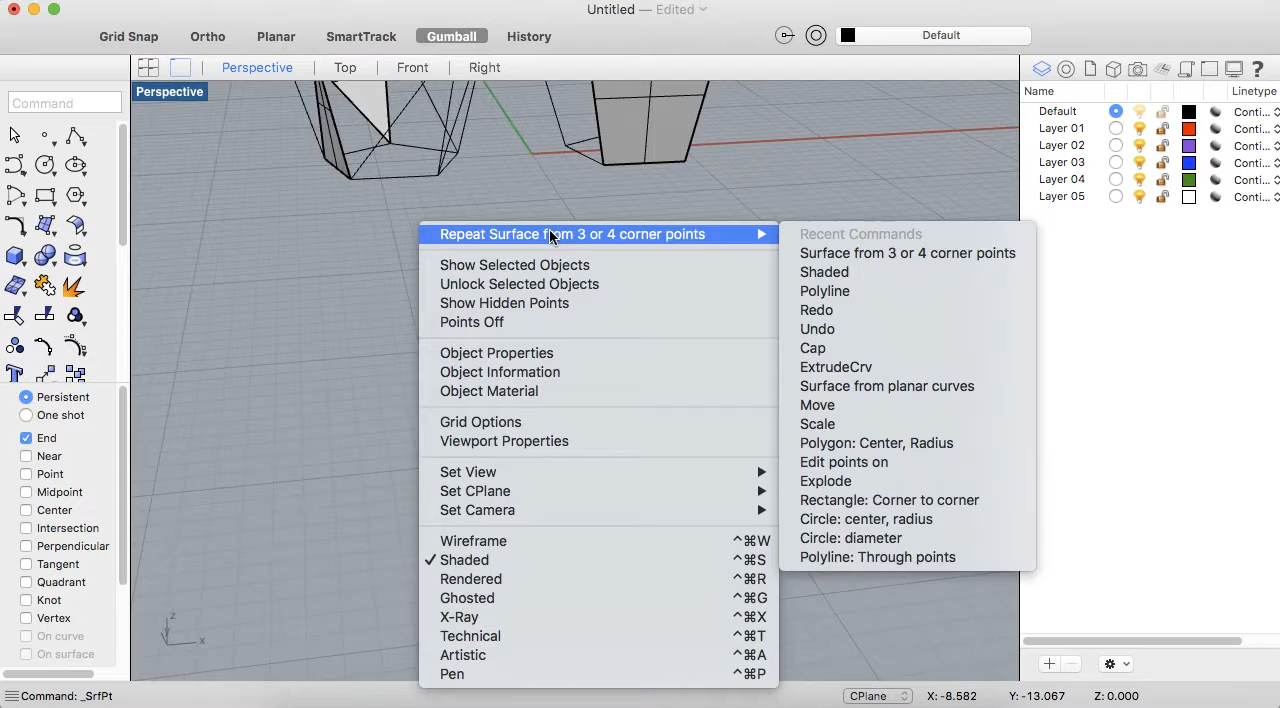 Untitled — Edited
Grid Snap Ortho Planar SmartTrack Gumball History Default
Perspective Top Front Right
Name Linetype
Perspective
Command
Default Conti...
Layer 01 Conti...
Layer 02 Conti...
Layer 03 Conti...
Layer 04 Conti...
Layer 05 Conti...
Repeat Surface from 3 or 4 corner points
Show Selected Objects
Unlock Selected Objects
Show Hidden Points
Points Off
Object Properties
Object Information
Object Material
Grid Options
Viewport Properties
Set View
Set CPlane
Set Camera
Wireframe ^⌘W
✓ Shaded ^⌘S
Rendered ^⌘R
Ghosted ^⌘G
X-Ray ^⌘X
Technical ^⌘T
Artistic ^⌘A
Pen ^⌘P
Recent Commands
Surface from 3 or 4 corner points
Shaded
Polyline
Redo
Undo
Cap
ExtrudeCrv
Surface from planar curves
Move
Scale
Polygon: Center, Radius
Edit points on
Explode
Rectangle: Corner to corner
Circle: center, radius
Circle: diameter
Polyline: Through points
Persistent
One shot
End
Near
Point
Midpoint
Center
Intersection
Perpendicular
Tangent
Quadrant
Knot
Vertex
On curve
On surface
z
x
Command: _SrfPt CPlane X: -8.582 Y: -13.067 Z: 0.000